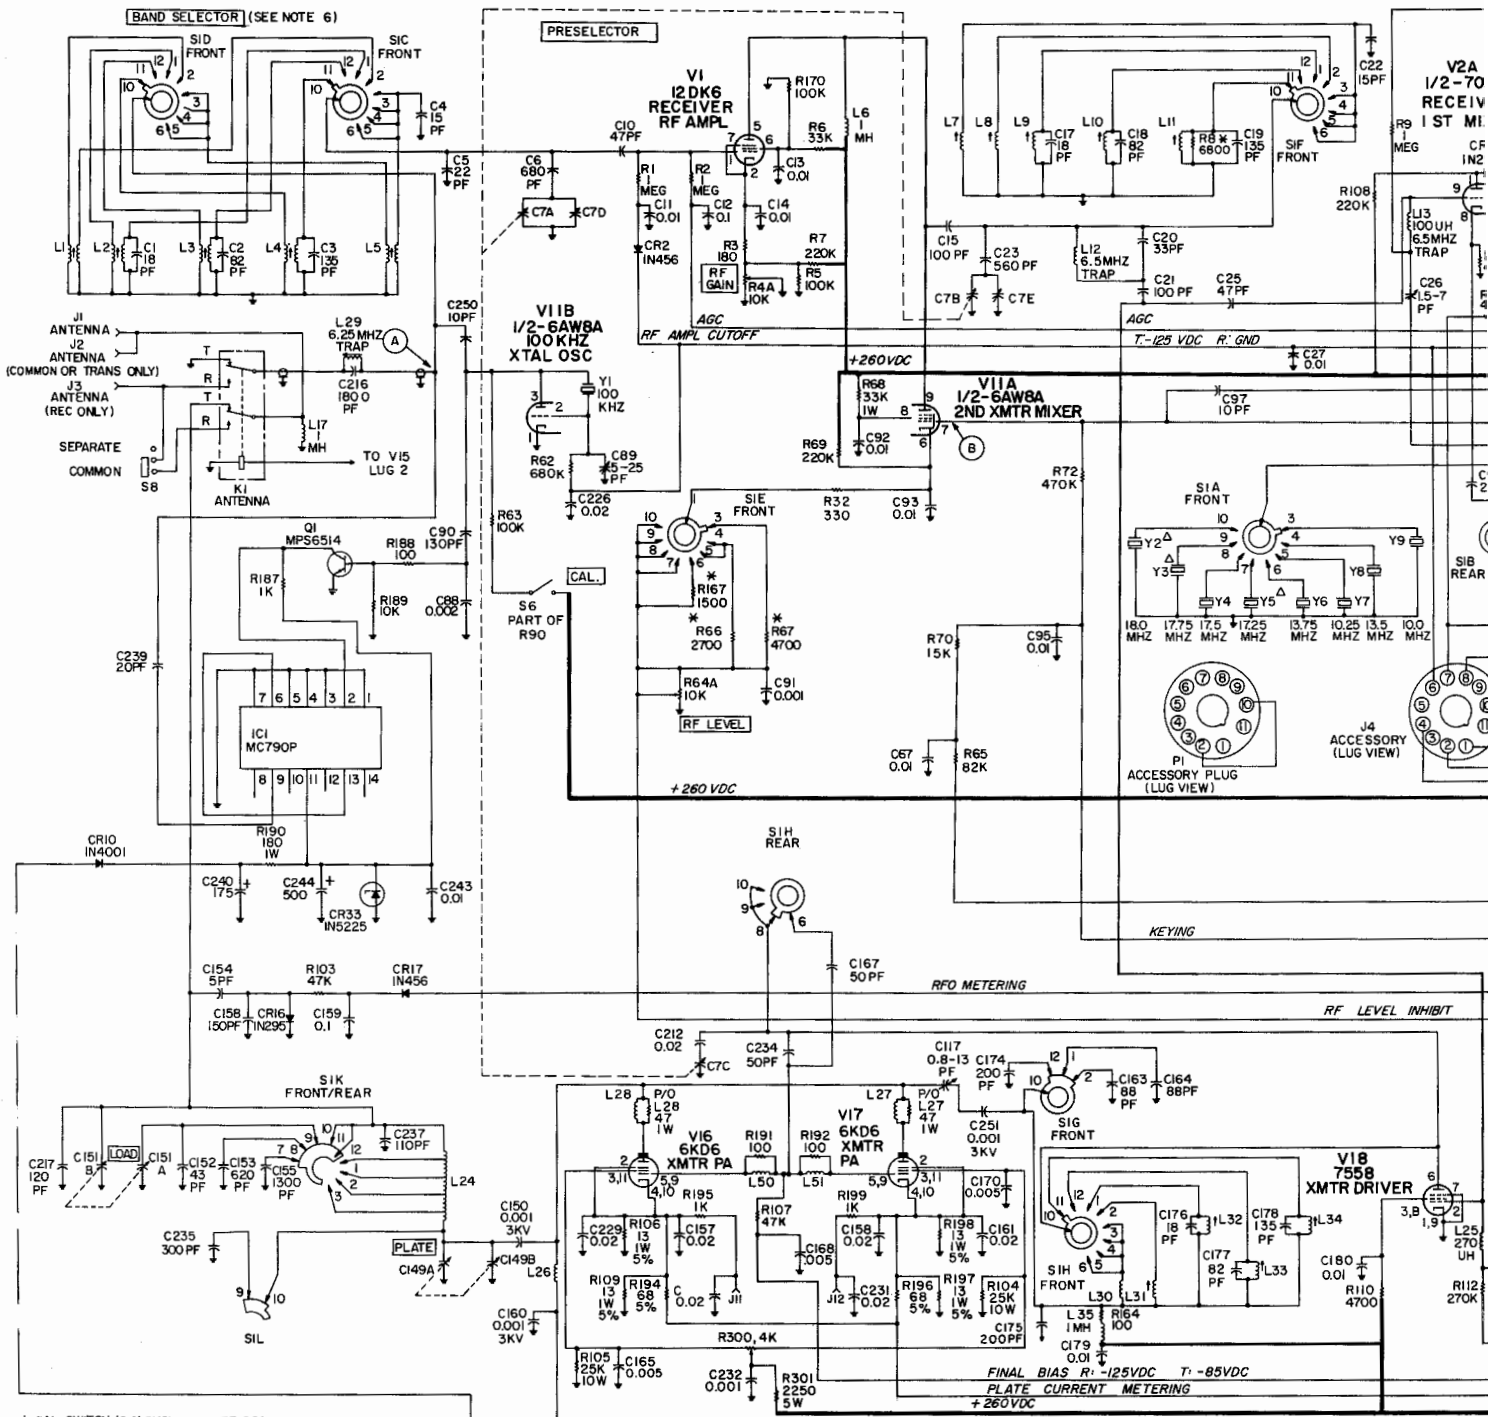 BAND SELECTOR (SEE NOTE 6)
S1D
FRONT
S1C
FRONT
PRESELECTOR
V1
12DK6
RECEIVER
RF AMPL
V2A
RECEIV
1 ST MI
L1
L2
C1
18
PF
L3
C2
82
PF
L4
C3
135
PF
L5
C4
15
PF
C5
22
PF
C6
680
PF
C7A
C7D
C10
47PF
R1
1
MEG
C11
0.01
CR2
1N456
R2
1
MEG
C12
0.1
C14
0.01
C13
0.01
R170
100K
R6
33K
L6
1
MH
R3
180
RF
GAIN
R4A
10K
R5
100K
R7
220K
L7
L8
L9
C17
18
PF
L10
C18
82
PF
L11
R8*
6800
C19
135
PF
S1F
FRONT
C22
15PF
R9
1
MEG
R108
220K
L13
100UH
6.5MHZ
TRAP
C26
1.5-7
PF
C15
100 PF
C23
560 PF
C7B
C7E
L12
6.5MHZ
TRAP
C20
33PF
C21
100 PF
C25
47PF
AGC
RF AMPL CUTOFF
AGC
T:-125 VDC R: GND
+260VDC
C27
0.01
C97
10 PF
J1
ANTENNA
J2
ANTENNA
(COMMON OR TRANS ONLY)
J3
ANTENNA
(REC ONLY)
T
R
T
R
SEPARATE
COMMON
S8
K1
ANTENNA
L17
1
MH
TO V15
LUG 2
L29
6.25MHZ
TRAP
C216
1800
PF
A
C250
10PF
V11B
1/2-6AW8A
100 KHZ
XTAL OSC
Y1
100
KHZ
R62
680K
C89
5-25
PF
C226
0.02
R63
100K
S6
PART OF
R90
CAL.
C90
130PF
C88
0.002
Q1
MPS6514
R188
100
R187
1K
R189
10K
C239
20PF
IC1
MC790P
7 6 5 4 3 2 1
8 9 10 11 12 13 14
R68
33K
1W
C92
0.01
R69
220K
V11A
1/2-6AW8A
2ND XMTR MIXER
B
R32
330
C93
0.01
R72
470K
S1E
FRONT
R167
1500
R66
2700
R67
4700
R64A
10K
C91
0.001
RF LEVEL
R70
15K
C95
0.01
C67
0.01
R65
82K
+260 VDC
S1A
FRONT
S1B
REAR
Y2
Y3
Y4
Y5
Y6
Y7
Y8
Y9
18.0
MHZ
17.75
MHZ
17.5
MHZ
17.25
MHZ
13.75
MHZ
10.25
MHZ
13.5
MHZ
10.0
MHZ
P1
ACCESSORY PLUG
(LUG VIEW)
J4
ACCESSORY
(LUG VIEW)
CR10
1N4001
R190
180
1W
C240
175
C244
500
CR33
1N5225
C243
0.01
S1H
REAR
C167
50PF
KEYING
RFO METERING
RF LEVEL INHIBIT
C154
5PF
R103
47K
CR17
1N456
C158
150PF
CR16
1N295
C159
0.1
S1K
FRONT/REAR
C217
120
PF
C151
B
LOAD
C151
A
C152
43
PF
C153
620
PF
C155
1300
PF
C237
110PF
L24
C235
300 PF
S1L
PLATE
C149A
C149B
C150
0.001
3KV
L26
C160
0.001
3KV
C212
0.02
C7C
C234
50PF
C117
0.8-13
PF
C174
200
PF
C163
88
PF
C164
88PF
S1G
FRONT
C251
0.001
3KV
L28
P/O
L28
47
1W
L27
P/O
L27
47
1W
V16
6KD6
XMTR PA
V17
6KD6
XMTR
PA
R191
100
L50
R192
100
L51
C170
0.005
R195
1K
R199
1K
C229
0.02
R106
13
1W
5%
C157
0.02
R107
47K
C168
.005
C158
0.02
R198
13
1W
5%
C161
0.02
R109
13
1W
5%
R194
68
5%
C
0.02
J11
J12
C231
0.02
R196
68
5%
R197
13
1W
5%
R104
25K
10W
C175
200PF
R105
25K
10W
C165
0.005
R300, 4K
C232
0.001
R301
2250
5W
V18
7558
XMTR DRIVER
S1H
FRONT
C176
18
PF
L32
C178
135
PF
L34
C177
82
PF
L33
L30
L31
L35
1MH
R164
100
C179
0.01
C180
0.01
R110
4700
L25
270
UH
R112
270K
FINAL BIAS R: -125VDC T: -85VDC
PLATE CURRENT METERING
+260VDC